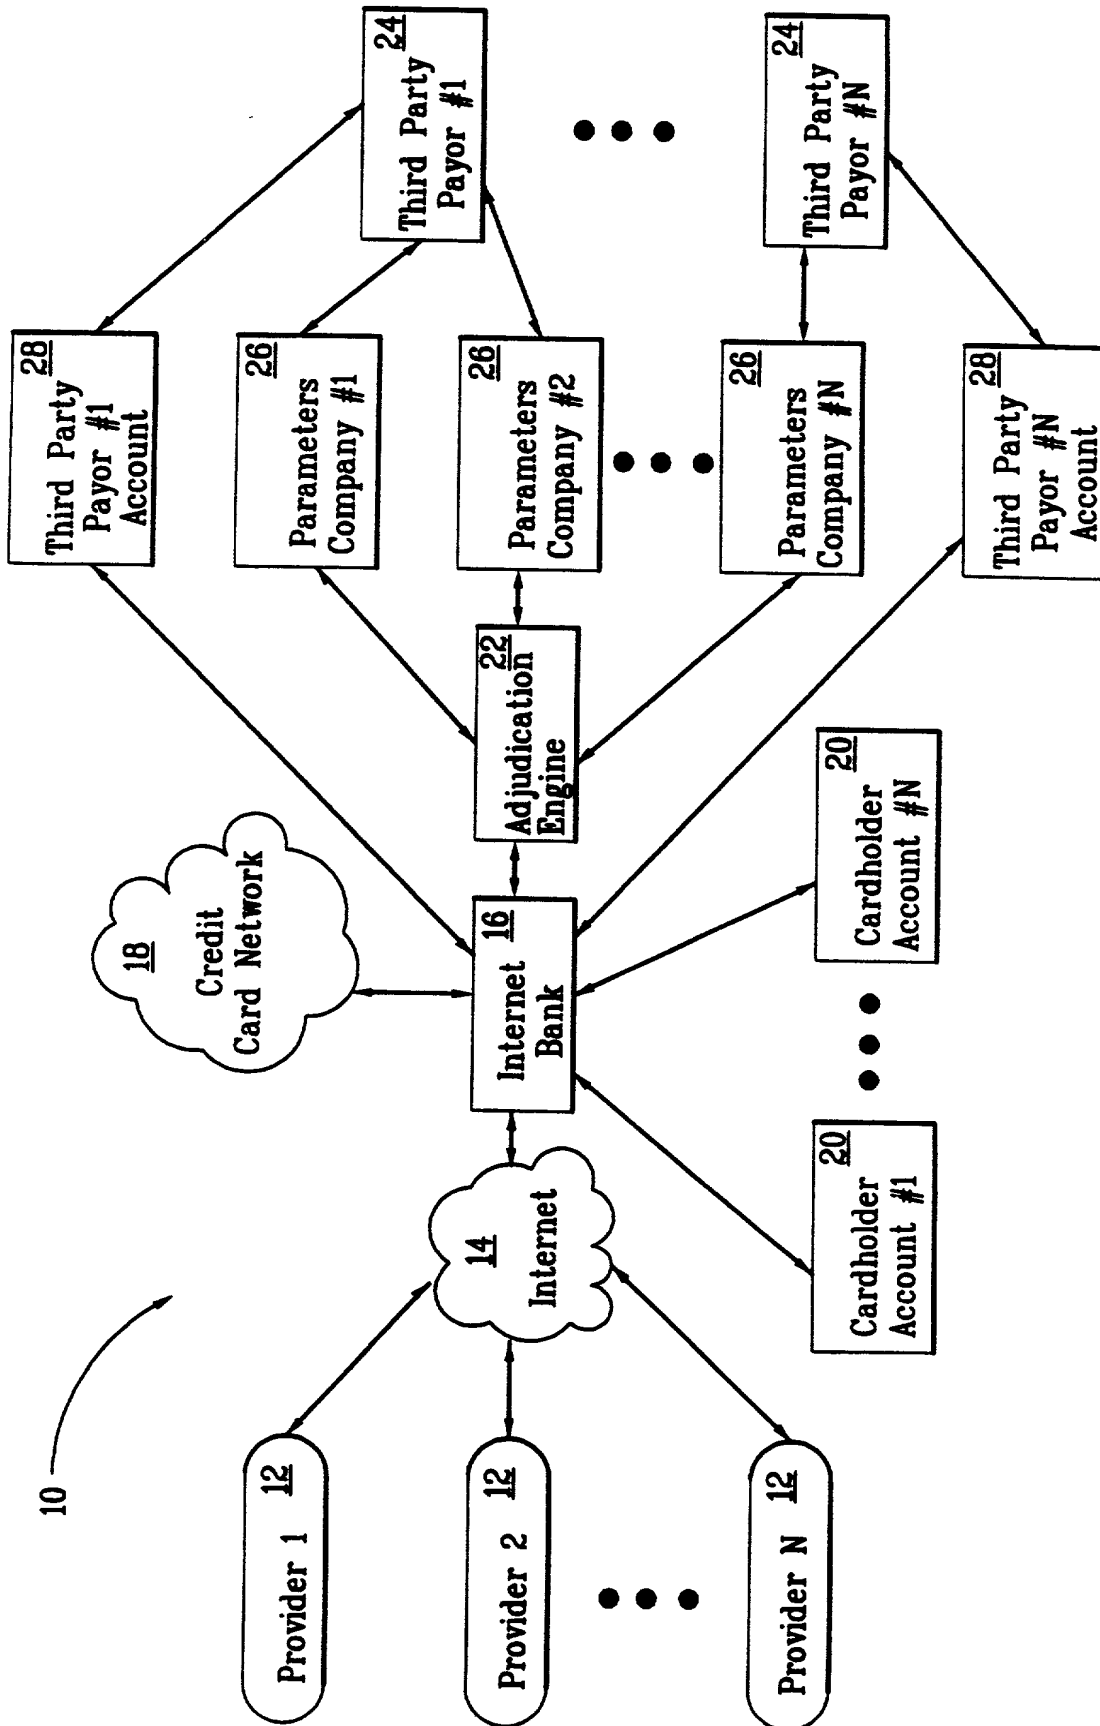 10
Provider 1 12
Provider 2 12
Provider N 12
14
Internet
18
Credit
Card Network
16
Internet
Bank
20
Cardholder
Account #1
20
Cardholder
Account #N
22
Adjudication
Engine
28
Third Party
Payor #1
Account
26
Parameters
Company #1
26
Parameters
Company #2
26
Parameters
Company #N
28
Third Party
Payor #N
Account
24
Third Party
Payor #1
24
Third Party
Payor #N